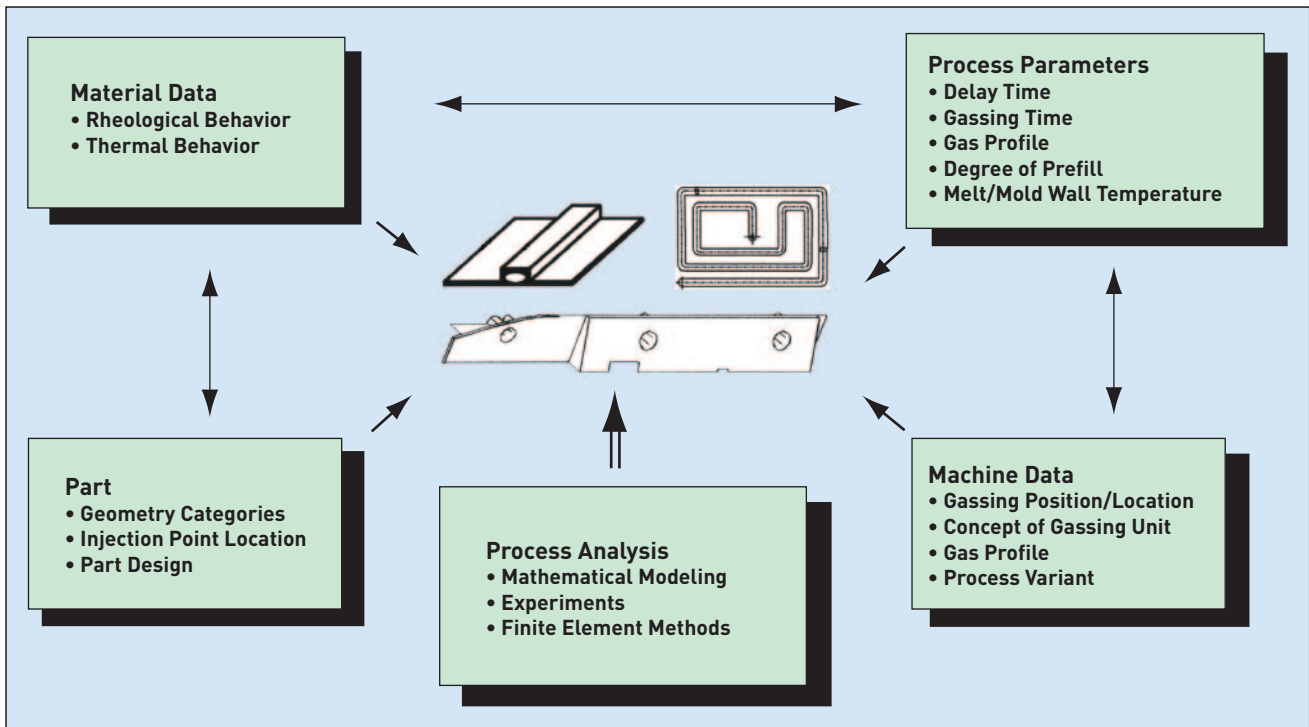 Material Data
• Rheological Behavior
• Thermal Behavior
Process Parameters
• Delay Time
• Gassing Time
• Gas Profile
• Degree of Prefill
• Melt/Mold Wall Temperature
Part
• Geometry Categories
• Injection Point Location
• Part Design
Process Analysis
• Mathematical Modeling
• Experiments
• Finite Element Methods
Machine Data
• Gassing Position/Location
• Concept of Gassing Unit
• Gas Profile
• Process Variant